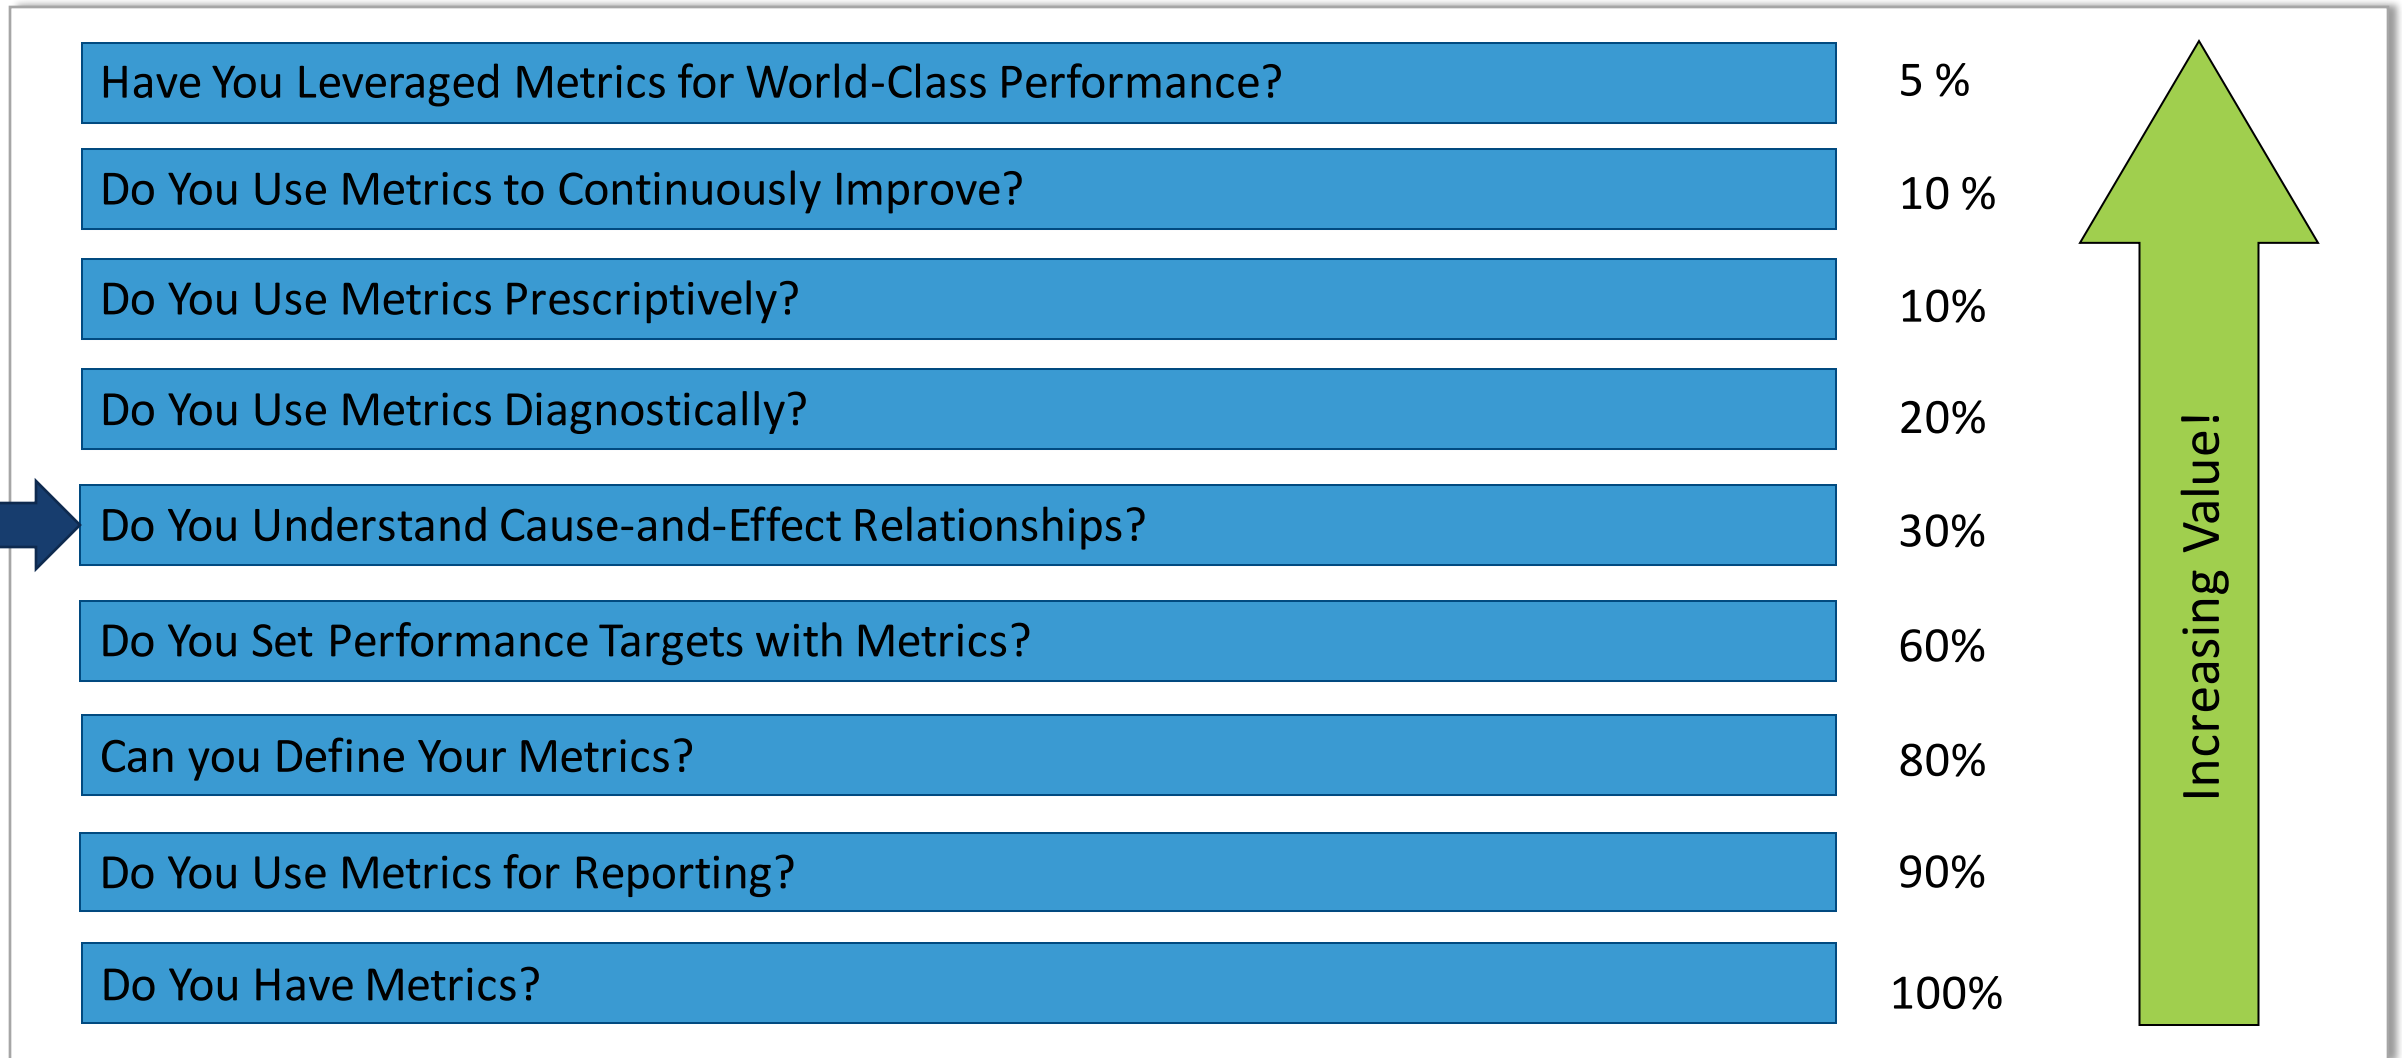 Have You Leveraged Metrics for World-Class Performance? 5 %
Do You Use Metrics to Continuously Improve? 10 %
Do You Use Metrics Prescriptively? 10%
Do You Use Metrics Diagnostically? 20%
Do You Understand Cause-and-Effect Relationships? 30%
Do You Set Performance Targets with Metrics? 60%
Can you Define Your Metrics? 80%
Do You Use Metrics for Reporting? 90%
Do You Have Metrics? 100%
Increasing Value!